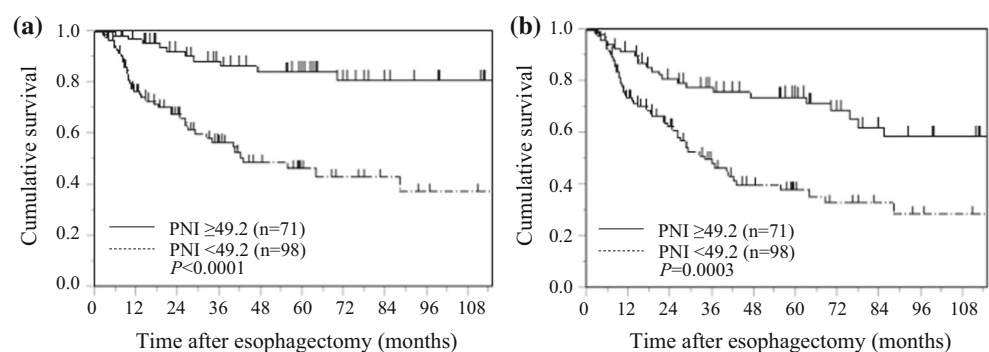 (a)
Cumulative survival
1.0
0.8
0.6
0.4
0.2
0.0
PNI ≥49.2 (n=71)
PNI <49.2 (n=98)
P<0.0001
0 12 24 36 48 60 72 84 96 108
Time after esophagectomy (months)
(b)
Cumulative survival
1.0
0.8
0.6
0.4
0.2
0.0
PNI ≥49.2 (n=71)
PNI <49.2 (n=98)
P=0.0003
0 12 24 36 48 60 72 84 96 108
Time after esophagectomy (months)